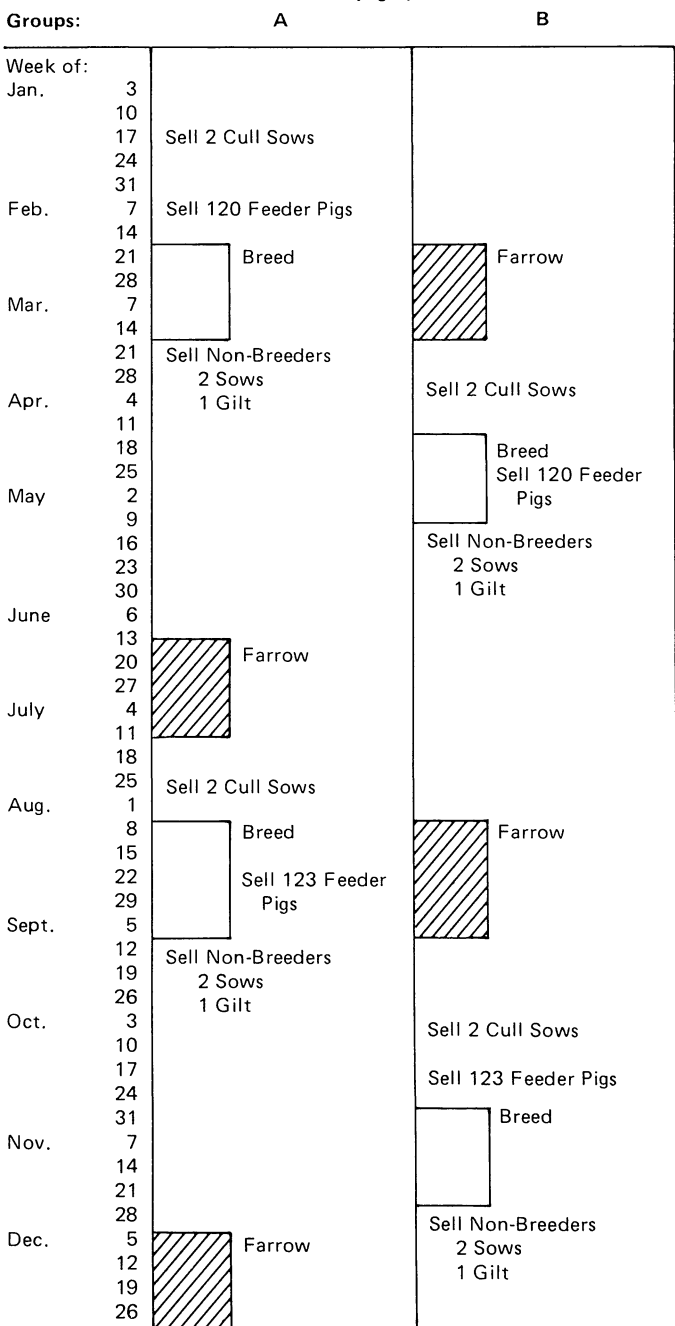 Groups: A B
Week of:
Jan. 3
10
17 Sell 2 Cull Sows
24
31
Feb. 7 Sell 120 Feeder Pigs
14
21 Breed Farrow
28
Mar. 7
14
21 Sell Non-Breeders
28 2 Sows Sell 2 Cull Sows
Apr. 4 1 Gilt
11
18 Breed
25 Sell 120 Feeder
May 2 Pigs
9
16 Sell Non-Breeders
23 2 Sows
30 1 Gilt
June 6
13 Farrow
20
27
July 4
11
18
25 Sell 2 Cull Sows
Aug. 1
8 Breed Farrow
15
22 Sell 123 Feeder
29 Pigs
Sept. 5
12 Sell Non-Breeders
19 2 Sows
26 1 Gilt
Oct. 3 Sell 2 Cull Sows
10
17 Sell 123 Feeder Pigs
24
31 Breed
Nov. 7
14
21
28 Sell Non-Breeders
Dec. 5 Farrow 2 Sows
12 1 Gilt
19
26